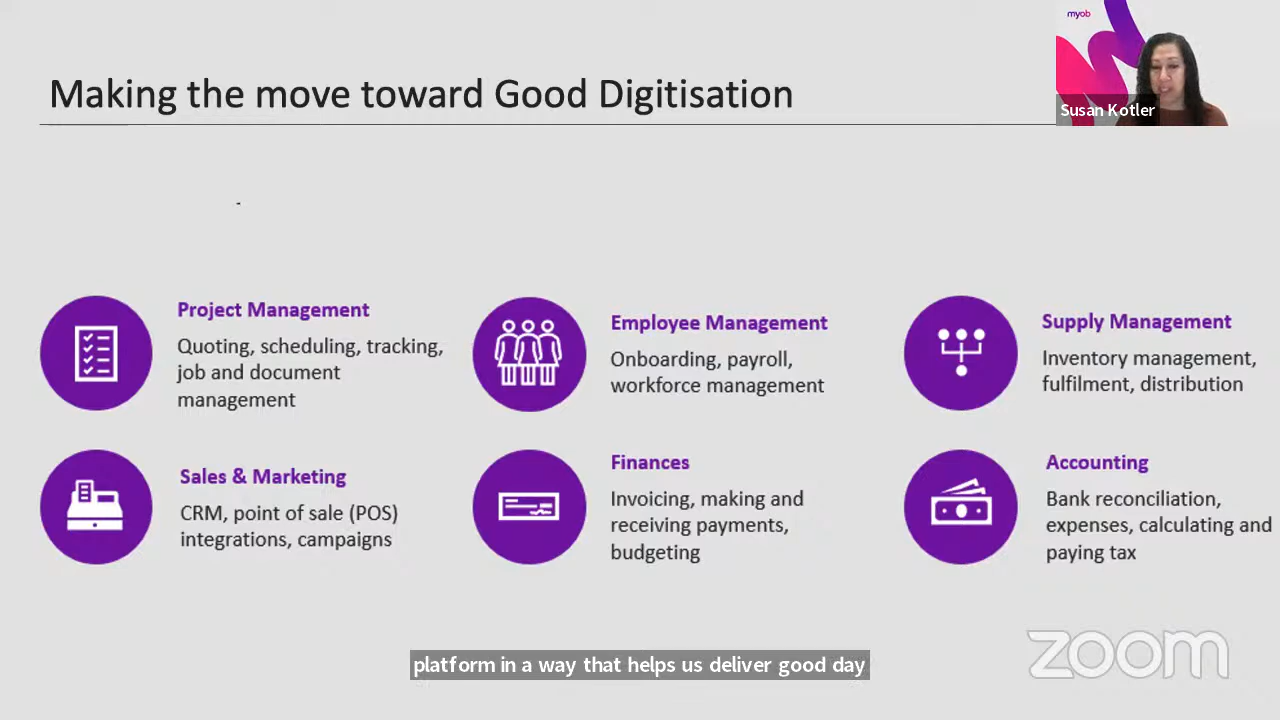 myob
Making the move toward Good Digitisation
Susan Kotler
-
Project Management
Quoting, scheduling, tracking,
job and document
management
Employee Management
Onboarding, payroll,
workforce management
Supply Management
Inventory management,
fulfilment, distribution
Sales & Marketing
CRM, point of sale (POS)
integrations, campaigns
Finances
Invoicing, making and
receiving payments,
budgeting
Accounting
Bank reconciliation,
expenses, calculating and
paying tax
platform in a way that helps us deliver good day
zoom